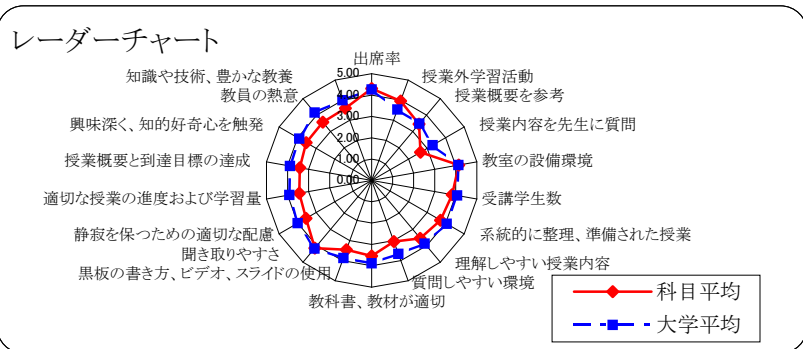 レーダーチャート
出席率
授業外学習活動
授業概要を参考
授業内容を先生に質問
教室の設備環境
受講学生数
系統的に整理、準備された授業
理解しやすい授業内容
質問しやすい環境
教科書、教材が適切
黒板の書き方、ビデオ、スライドの使用
聞き取りやすさ
静寂を保つための適切な配慮
適切な授業の進度および学習量
授業概要と到達目標の達成
興味深く、知的好奇心を触発
教員の熱意
知識や技術、豊かな教養
5.00
4.00
3.00
2.00
1.00
0.00
科目平均
大学平均